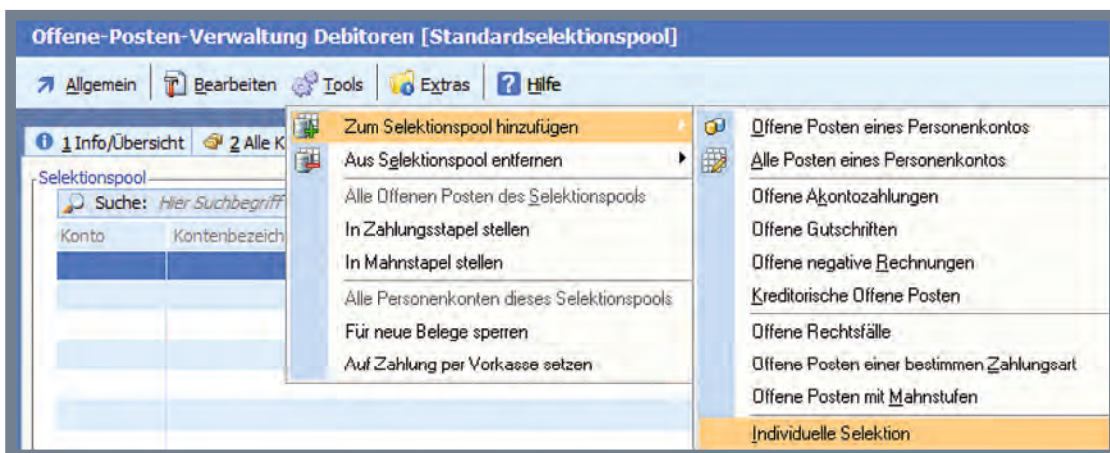 Offene-Posten-Verwaltung Debitoren [Standardselektionspool]
Allgemein Bearbeiten Tools Extras Hilfe
1 Info/Übersicht 2 Alle K
Selektionspool
Suche: Hier Suchbegriff
Konto Kontenbezeich
Zum Selektionspool hinzufügen
Aus Selektionspool entfernen
Alle Offenen Posten des Selektionspools
In Zahlungsstapel stellen
In Mahnstapel stellen
Alle Personenkonten dieses Selektionspools
Für neue Belege sperren
Auf Zahlung per Vorkasse setzen
Offene Posten eines Personenkontos
Alle Posten eines Personenkontos
Offene Akontozahlungen
Offene Gutschriften
Offene negative Rechnungen
Kreditorische Offene Posten
Offene Rechtsfälle
Offene Posten einer bestimmen Zahlungsart
Offene Posten mit Mahnstufen
Individuelle Selektion